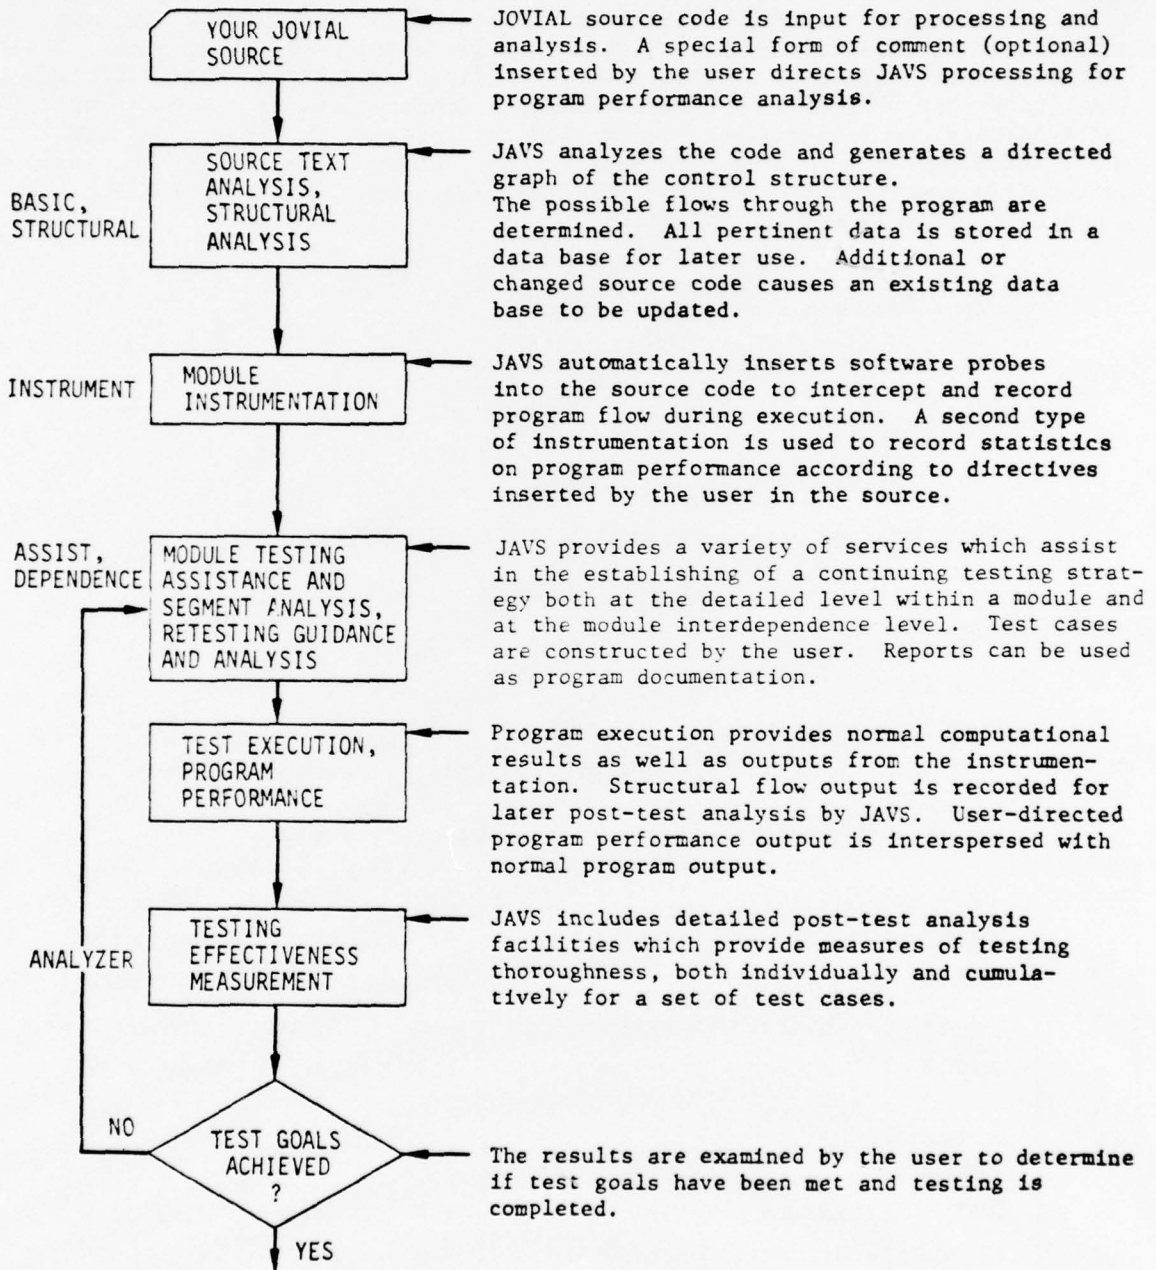 YOUR JOVIAL
SOURCE
JOVIAL source code is input for processing and
analysis. A special form of comment (optional)
inserted by the user directs JAVS processing for
program performance analysis.
BASIC,
STRUCTURAL
SOURCE TEXT
ANALYSIS,
STRUCTURAL
ANALYSIS
JAVS analyzes the code and generates a directed
graph of the control structure.
The possible flows through the program are
determined. All pertinent data is stored in a
data base for later use. Additional or
changed source code causes an existing data
base to be updated.
INSTRUMENT
MODULE
INSTRUMENTATION
JAVS automatically inserts software probes
into the source code to intercept and record
program flow during execution. A second type
of instrumentation is used to record statistics
on program performance according to directives
inserted by the user in the source.
ASSIST,
DEPENDENCE
MODULE TESTING
ASSISTANCE AND
SEGMENT ANALYSIS,
RETESTING GUIDANCE
AND ANALYSIS
JAVS provides a variety of services which assist
in the establishing of a continuing testing strat-
egy both at the detailed level within a module and
at the module interdependence level. Test cases
are constructed by the user. Reports can be used
as program documentation.
TEST EXECUTION,
PROGRAM
PERFORMANCE
Program execution provides normal computational
results as well as outputs from the instrumen-
tation. Structural flow output is recorded for
later post-test analysis by JAVS. User-directed
program performance output is interspersed with
normal program output.
ANALYZER
TESTING
EFFECTIVENESS
MEASUREMENT
JAVS includes detailed post-test analysis
facilities which provide measures of testing
thoroughness, both individually and cumula-
tively for a set of test cases.
NO
TEST GOALS
ACHIEVED
?
The results are examined by the user to determine
if test goals have been met and testing is
completed.
YES